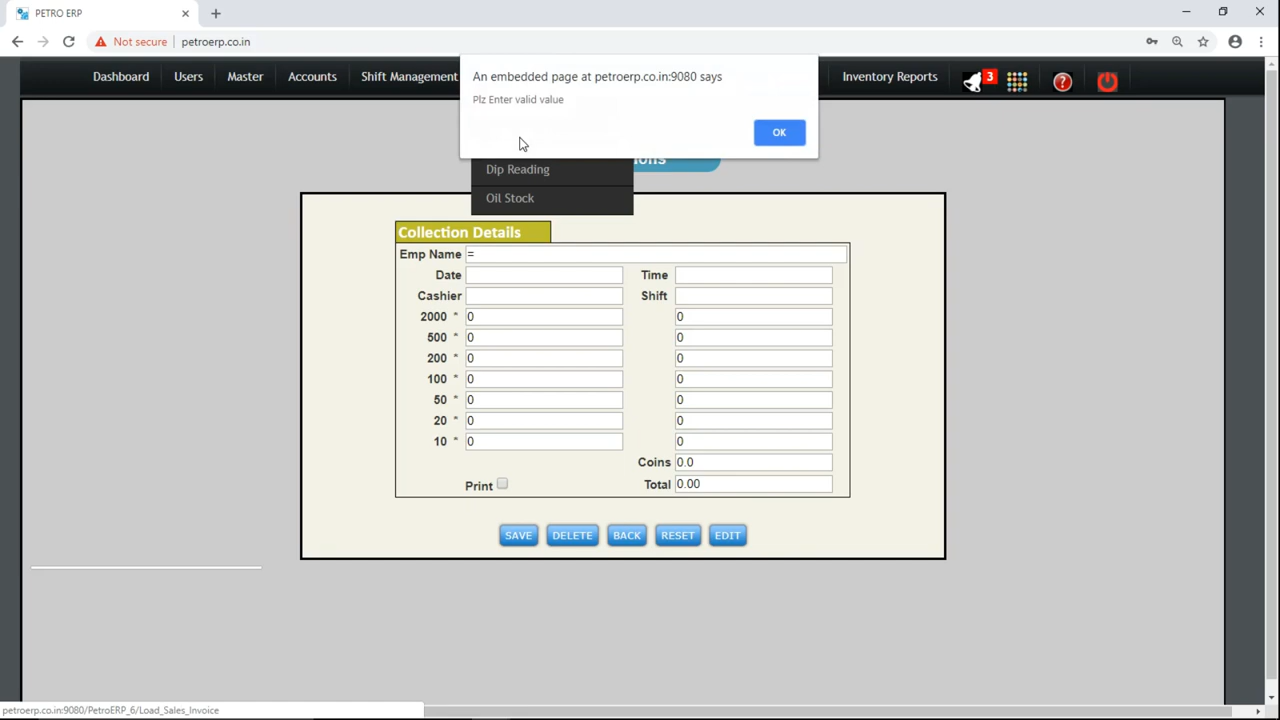 PETRO ERP
Not secure petroerp.co.in
An embedded page at petroerp.co.in:9080 says
Plz Enter valid value
OK
Dashboard Users Master Accounts Shift Management Inventory Reports 3 ?
ions
Dip Reading
Oil Stock
Collection Details
Emp Name =
Date Time
Cashier Shift
2000 * 0 0
500 * 0 0
200 * 0 0
100 * 0 0
50 * 0 0
20 * 0 0
10 * 0 0
Coins 0.0
Print Total 0.00
SAVE DELETE BACK RESET EDIT
petroerp.co.in:9080/PetroERP_6/Load_Sales_Invoice